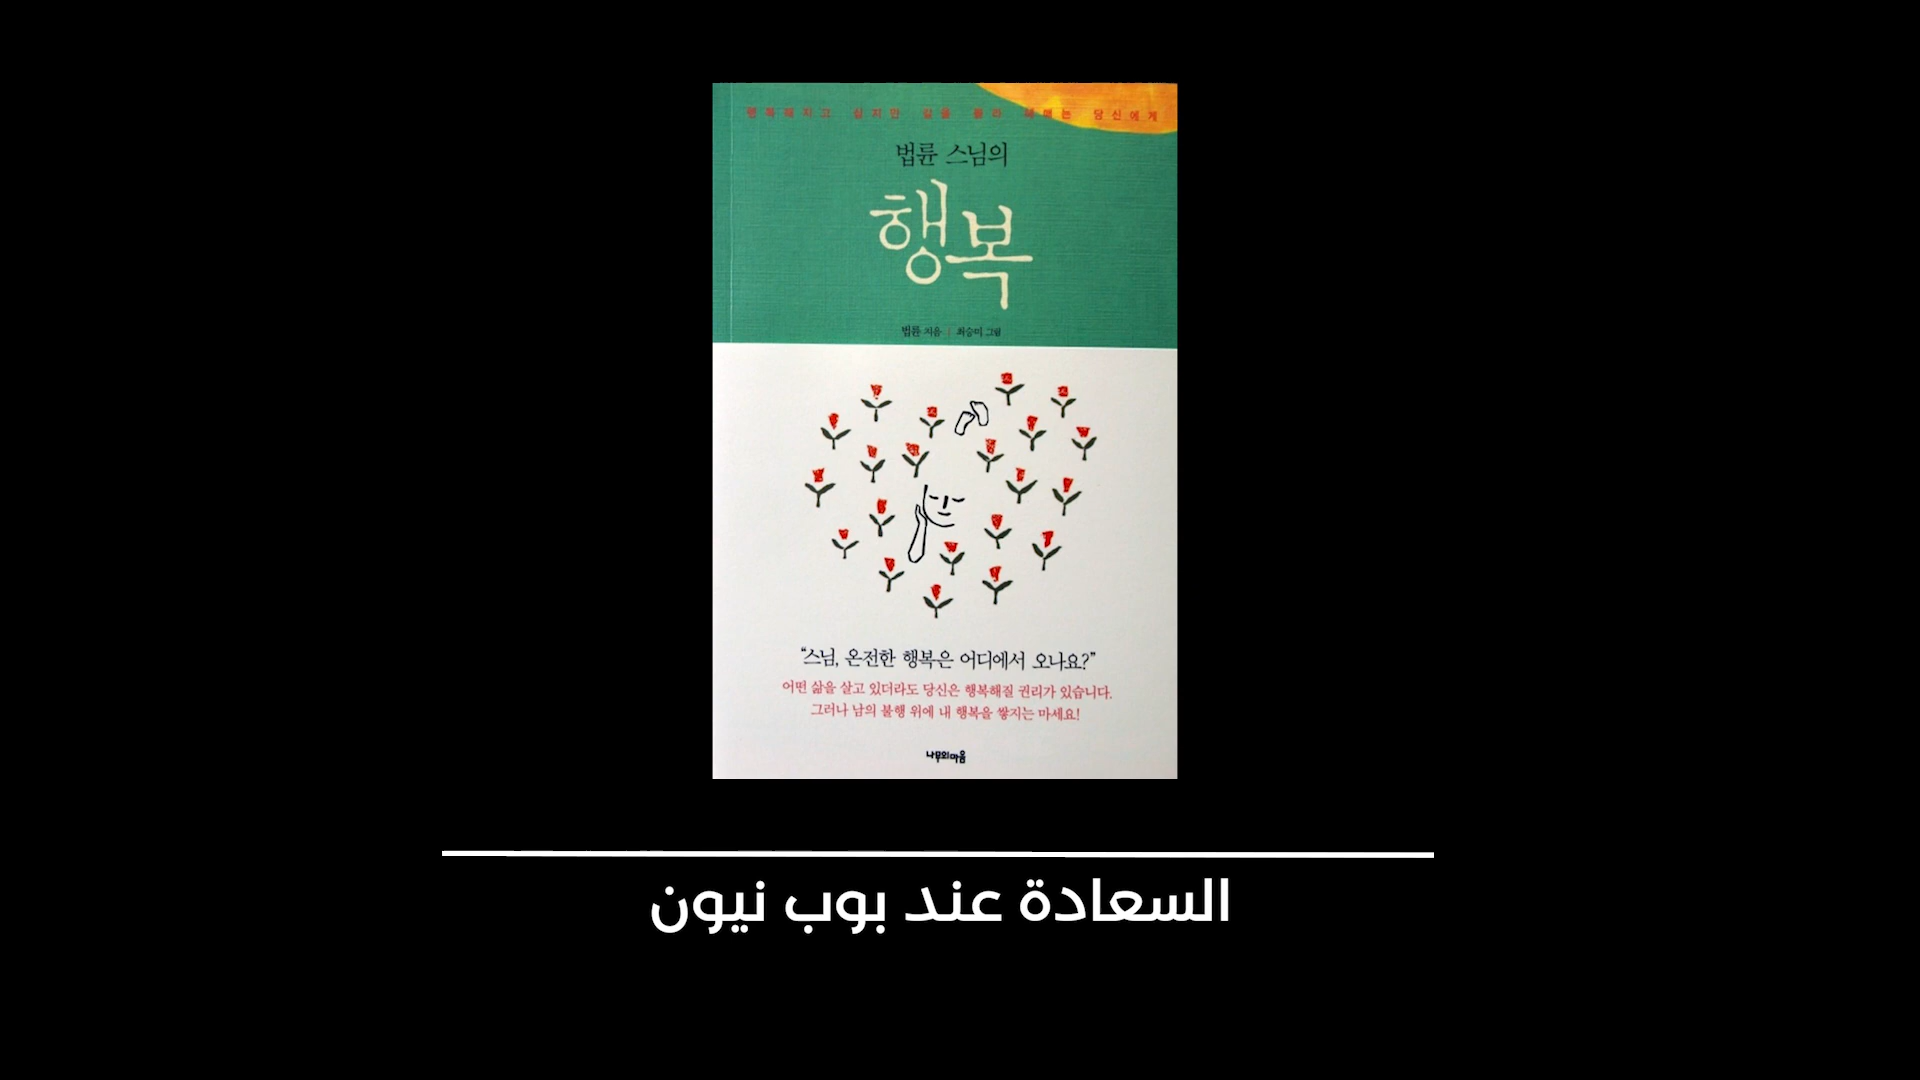 행복해지고 싶지만 길을 몰라 헤매는 당신에게
법륜 스님의
행복
법륜 지음 | 최승미 그림
“스님, 온전한 행복은 어디에서 오나요?”
어떤 삶을 살고 있더라도 당신은 행복해질 권리가 있습니다.
그러나 남의 불행 위에 내 행복을 쌓지는 마세요!
나무의마음
السعادة عند بوب نيون